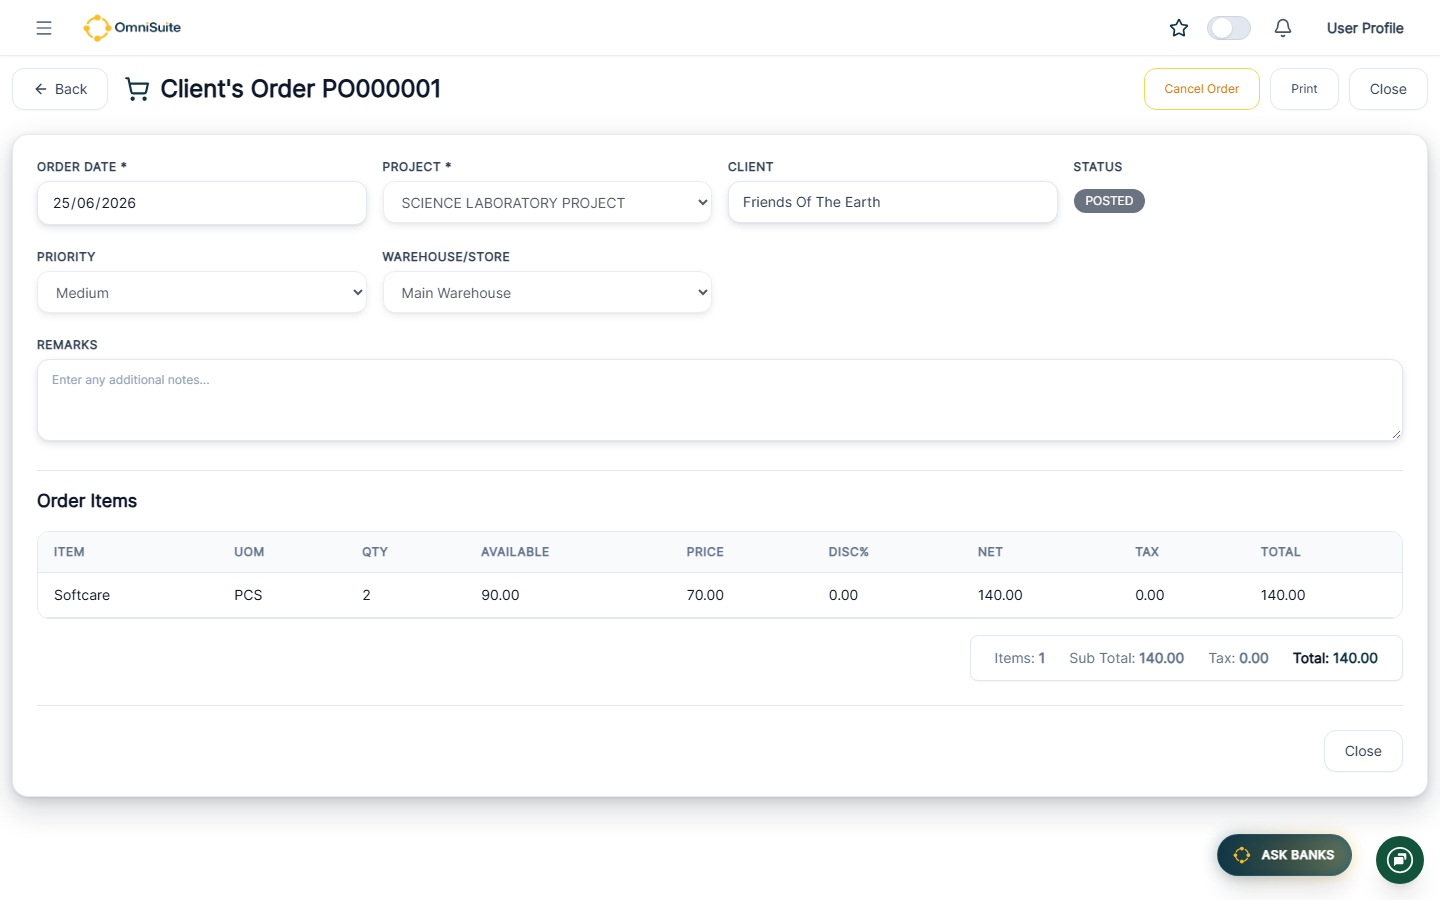 OmniSuite
User Profile
Back
Client's Order PO000001
Cancel Order
Print
Close
ORDER DATE *
PROJECT *
CLIENT
STATUS
25/06/2026
SCIENCE LABORATORY PROJECT
Friends Of The Earth
POSTED
PRIORITY
WAREHOUSE/STORE
Medium
Main Warehouse
REMARKS
Enter any additional notes...
Order Items
ITEM UOM QTY AVAILABLE PRICE DISC% NET TAX TOTAL
Softcare PCS 2 90.00 70.00 0.00 140.00 0.00 140.00
Items: 1 Sub Total: 140.00 Tax: 0.00 Total: 140.00
Close
ASK BANKS